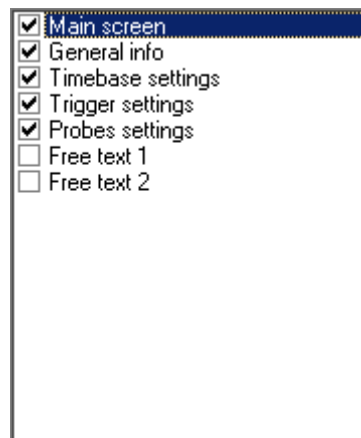 Main screen
General info
Timebase settings
Trigger settings
Probes settings
Free text 1
Free text 2